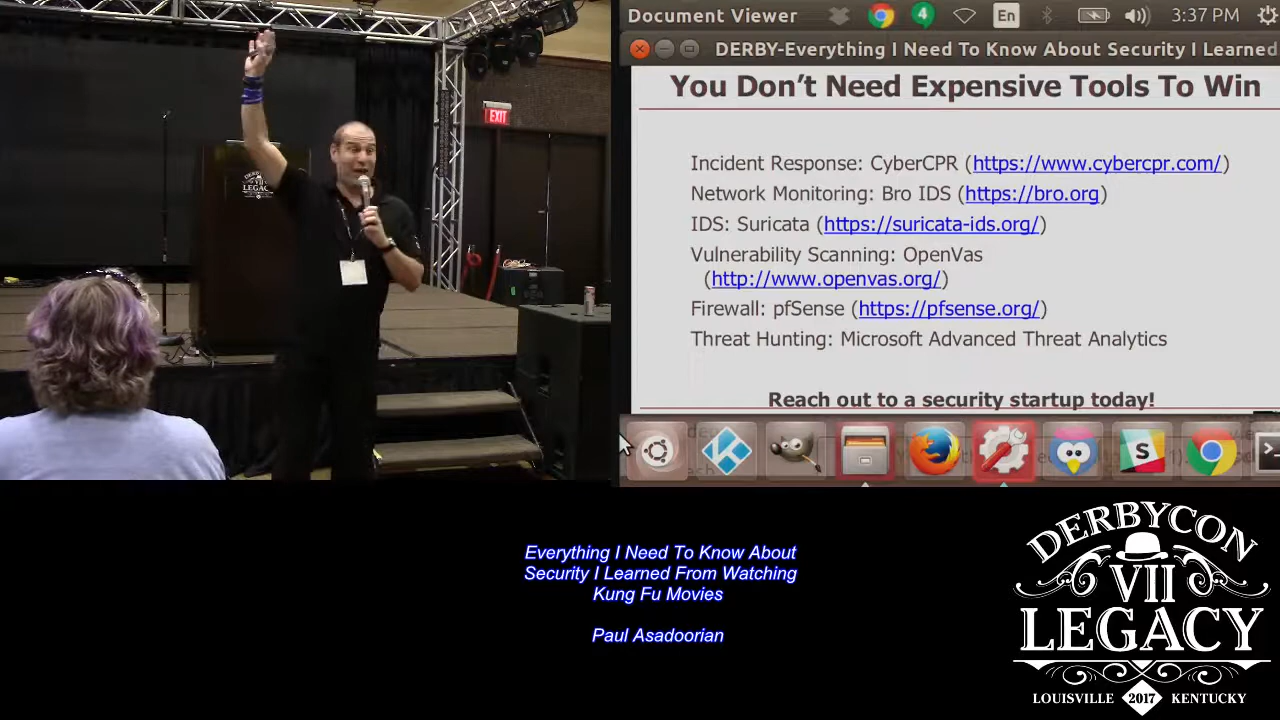 Document Viewer
4
En
3:37 PM
DERBY-Everything I Need To Know About Security I Learned
You Don't Need Expensive Tools To Win
Incident Response: CyberCPR (https://www.cybercpr.com/)
Network Monitoring: Bro IDS (https://bro.org)
IDS: Suricata (https://suricata-ids.org/)
Vulnerability Scanning: OpenVas
(http://www.openvas.org/)
Firewall: pfSense (https://pfsense.org/)
Threat Hunting: Microsoft Advanced Threat Analytics
Reach out to a security startup today!
S
EXIT
VII
LEGACY
Everything I Need To Know About
Security I Learned From Watching
Kung Fu Movies
Paul Asadoorian
DERBYCON
VII
LEGACY
LOUISVILLE 2017 KENTUCKY